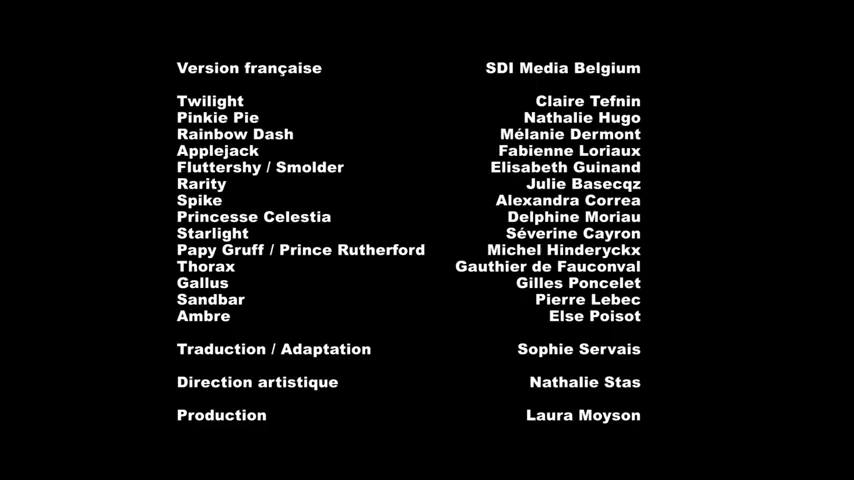 Version française SDI Media Belgium
Twilight Claire Tefnin
Pinkie Pie Nathalie Hugo
Rainbow Dash Mélanie Dermont
Applejack Fabienne Loriaux
Fluttershy / Smolder Elisabeth Guinand
Rarity Julie Basecqz
Spike Alexandra Correa
Princesse Celestia Delphine Moriau
Starlight Séverine Cayron
Papy Gruff / Prince Rutherford Michel Hinderyckx
Thorax Gauthier de Fauconval
Gallus Gilles Poncelet
Sandbar Pierre Lebec
Ambre Else Poisot
Traduction / Adaptation Sophie Servais
Direction artistique Nathalie Stas
Production Laura Moyson